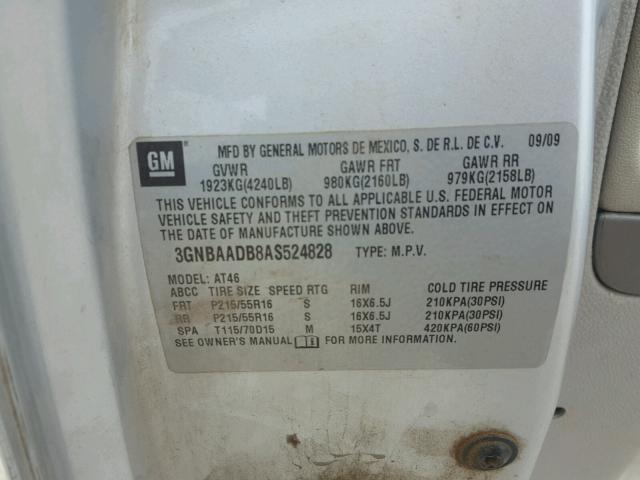 GM
MFD BY GENERAL MOTORS DE MEXICO, S. DE R.L. DE C.V. 09/09
GVWR GAWR FRT GAWR RR
1923KG(4240LB) 980KG(2160LB) 979KG(2158LB)
THIS VEHICLE CONFORMS TO ALL APPLICABLE U.S. FEDERAL MOTOR
VEHICLE SAFETY AND THEFT PREVENTION STANDARDS IN EFFECT ON
THE DATE OF MANUFACTURE SHOWN ABOVE.
3GNBAADB8AS524828 TYPE: M.P.V.
MODEL: AT46
ABCC TIRE SIZE SPEED RTG RIM COLD TIRE PRESSURE
FRT P215/55R16 S 16X6.5J 210KPA(30PSI)
RR P215/55R16 S 16X6.5J 210KPA(30PSI)
SPA T115/70D15 M 15X4T 420KPA(60PSI)
SEE OWNER'S MANUAL FOR MORE INFORMATION.